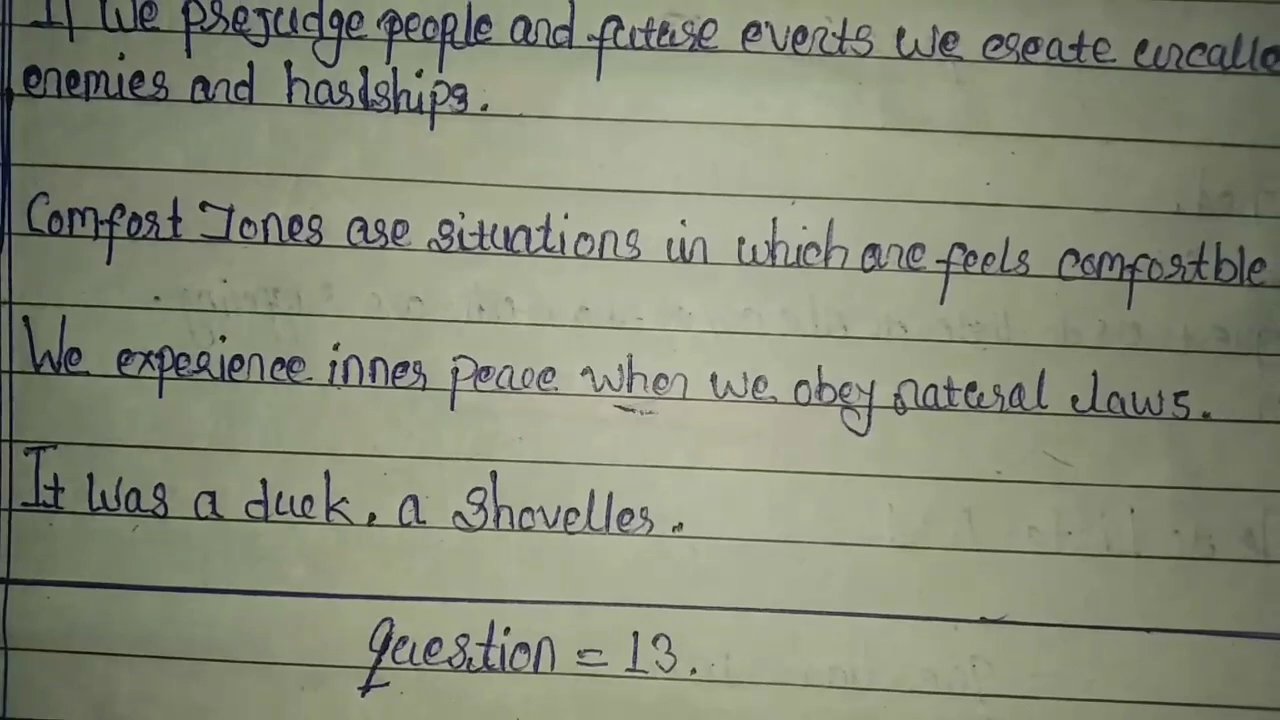 If we prejudge people and future events we create uncalle
enemies and hardships.
Comfort Zones are situations in which one feels comfortble
We experience inner peace when we obey natural laws.
It was a duck, a shoveller.
Question = 13.